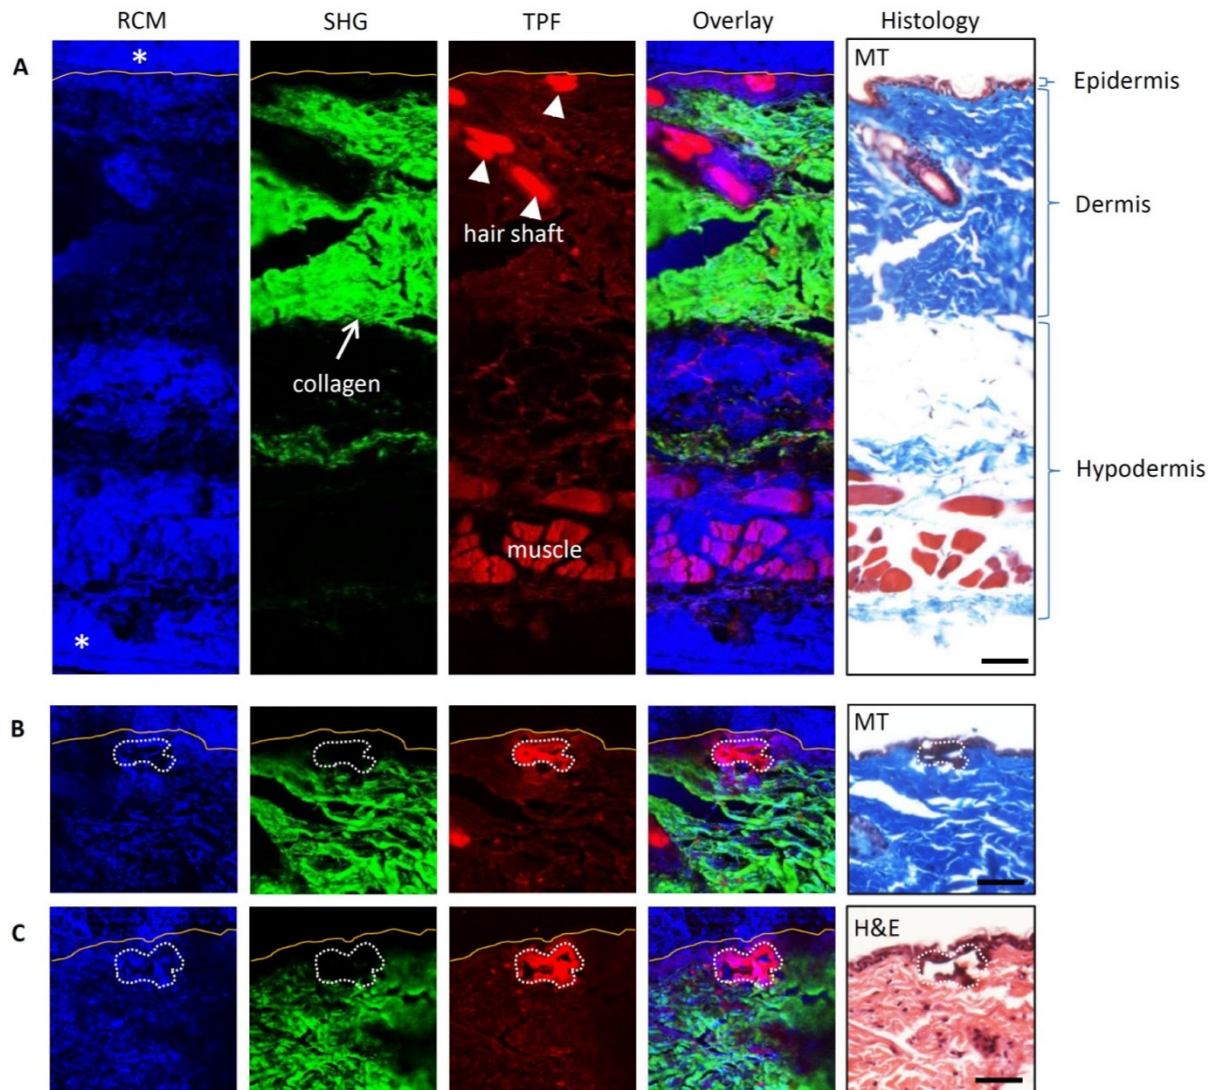 RCM SHG TPF Overlay Histology
A * MT
Epidermis
Dermis
hair shaft
collagen
Hypodermis
muscle
*
B MT
C H&E